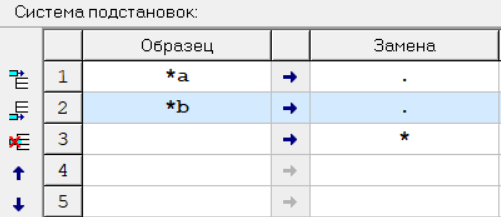 Система подстановок:
Образец Замена
1 *a → .
2 *b → .
3 → *
4 →
5 →